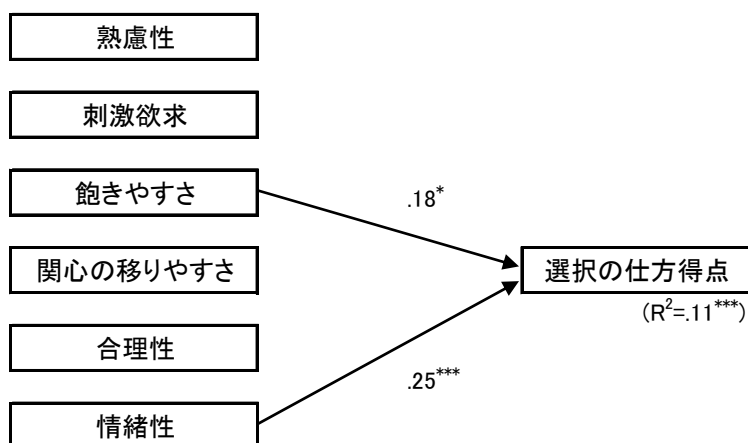 熟慮性
刺激欲求
飽きやすさ
.18*
関心の移りやすさ
選択の仕方得点
(R²=.11***)
合理性
.25***
情緒性